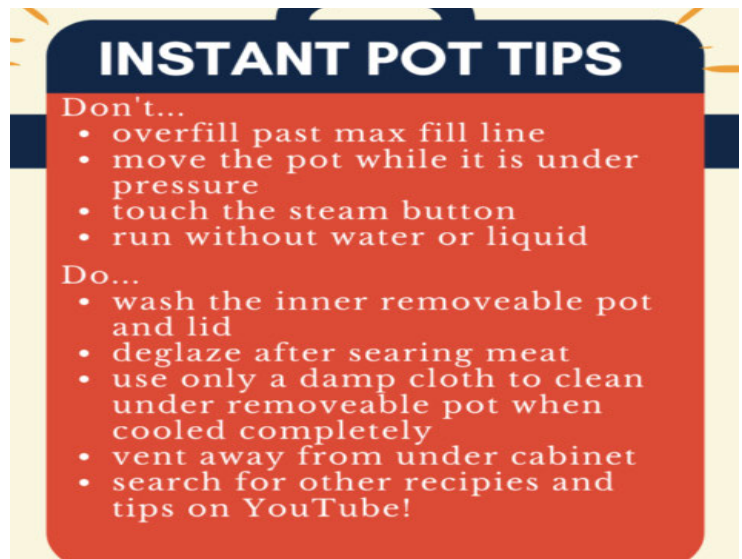 INSTANT POT TIPS
Don't...
• overfill past max fill line
• move the pot while it is under
pressure
• touch the steam button
• run without water or liquid
Do...
• wash the inner removeable pot
and lid
• deglaze after searing meat
• use only a damp cloth to clean
under removeable pot when
cooled completely
• vent away from under cabinet
• search for other recipies and
tips on YouTube!